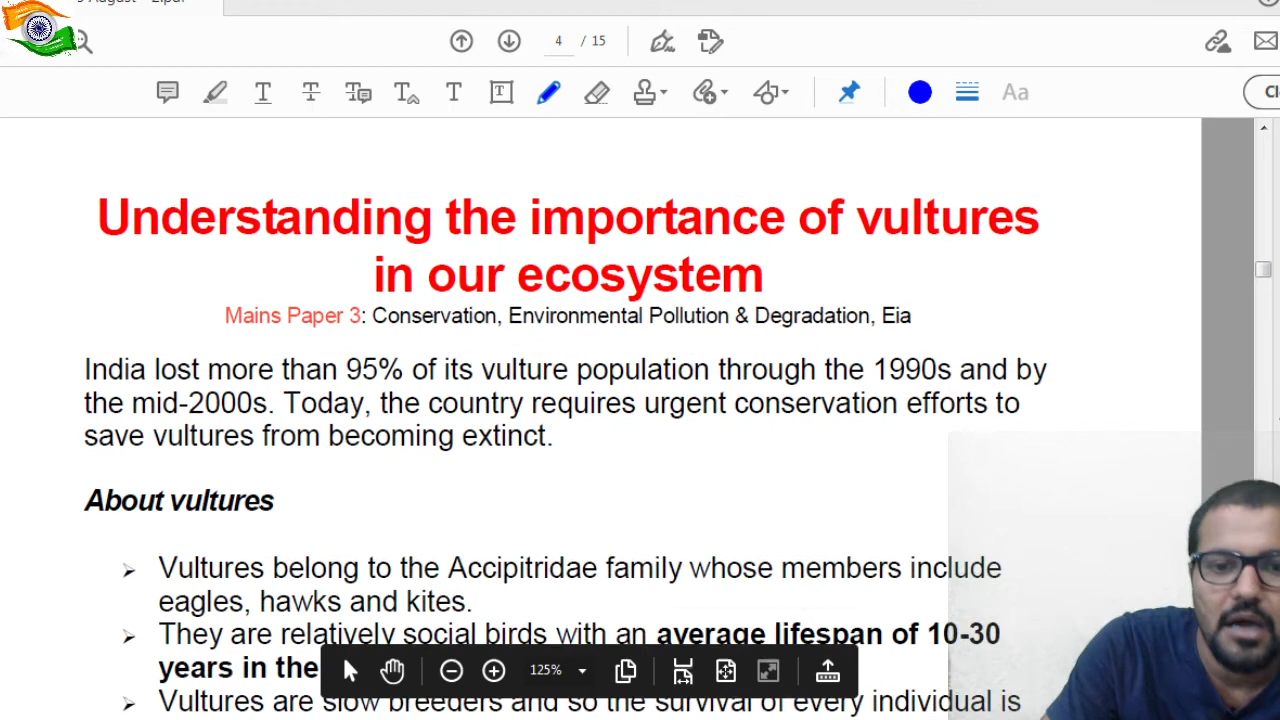 4 / 15
Aa
Understanding the importance of vultures
in our ecosystem
Mains Paper 3: Conservation, Environmental Pollution & Degradation, Eia
India lost more than 95% of its vulture population through the 1990s and by
the mid-2000s. Today, the country requires urgent conservation efforts to
save vultures from becoming extinct.
About vultures
Vultures belong to the Accipitridae family whose members include
eagles, hawks and kites.
They are relatively social birds with an average lifespan of 10-30
years in the
125%
Vultures are slow breeders and so the survival of every individual is